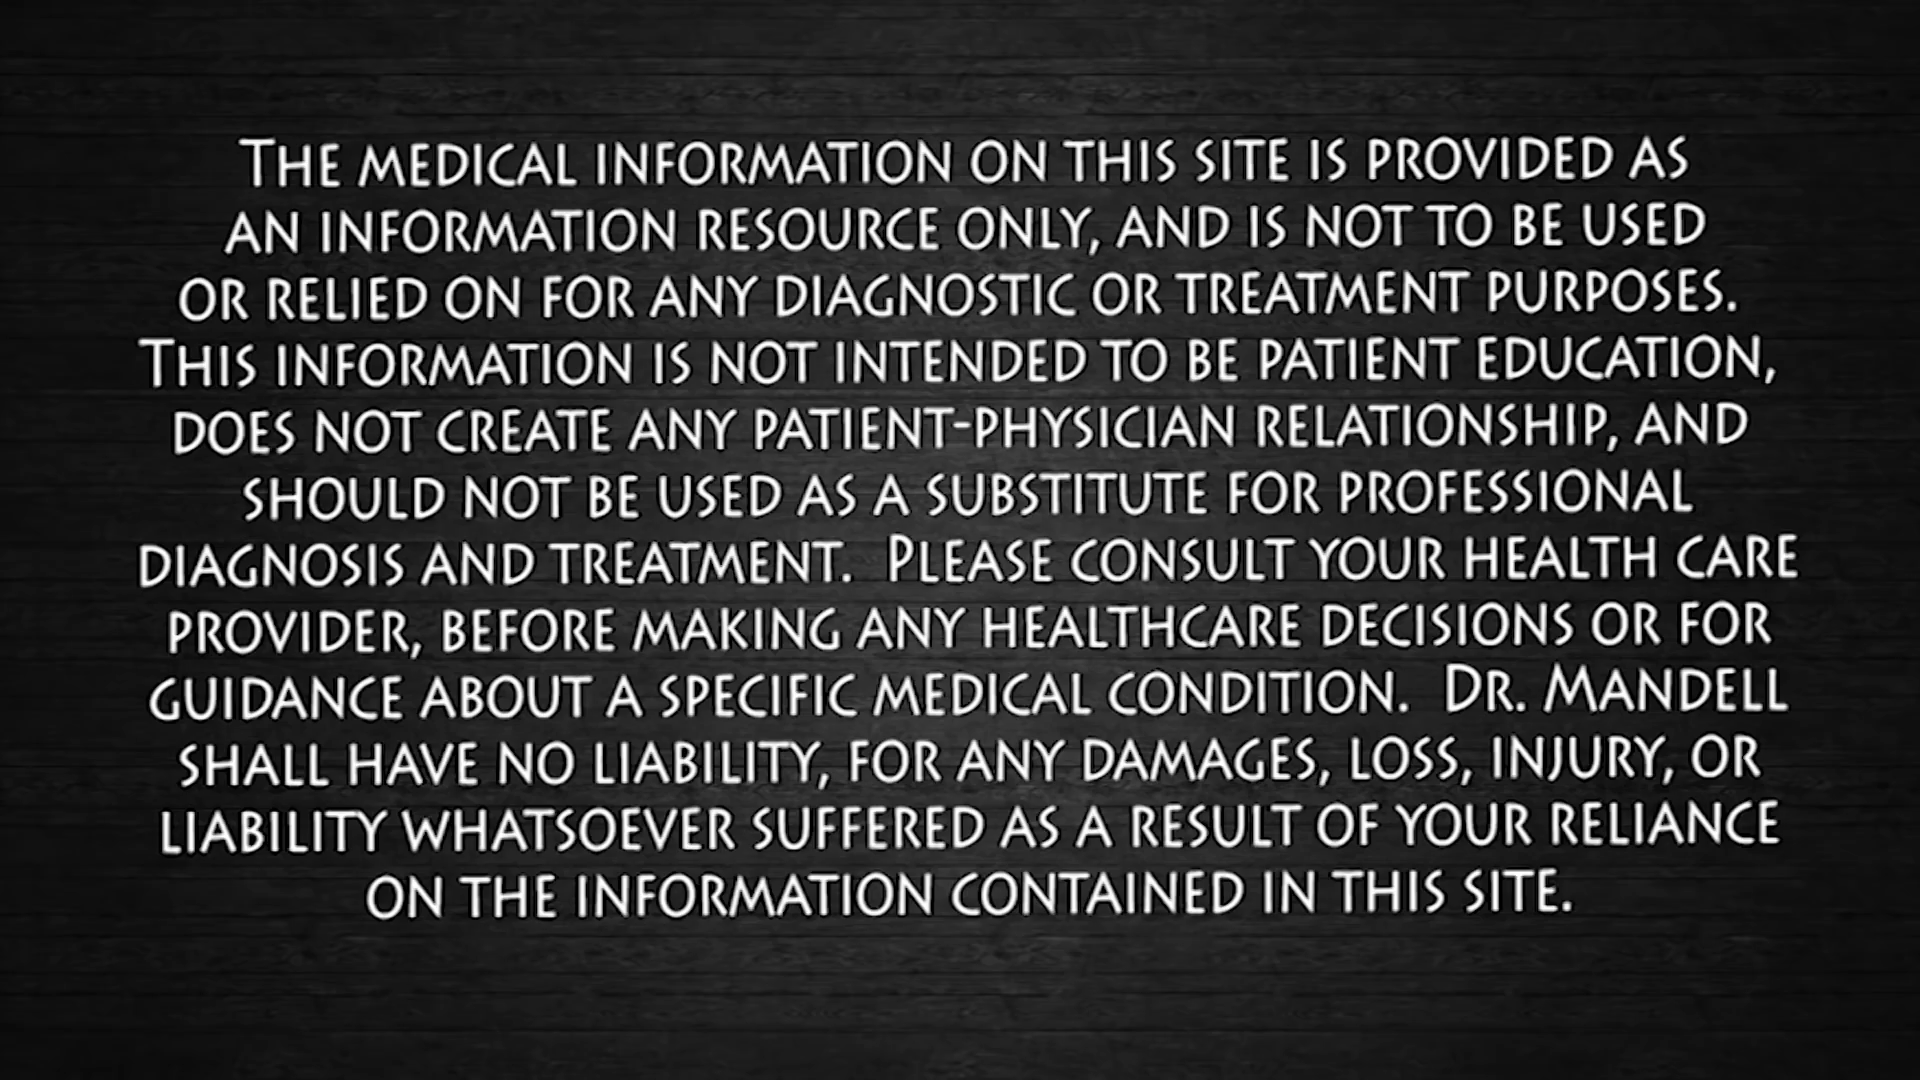 The medical information on this site is provided as
an information resource only, and is not to be used
or relied on for any diagnostic or treatment purposes.
This information is not intended to be patient education,
does not create any patient-physician relationship, and
should not be used as a substitute for professional
diagnosis and treatment.  Please consult your health care
provider, before making any healthcare decisions or for
guidance about a specific medical condition.  Dr. Mandell
shall have no liability, for any damages, loss, injury, or
liability whatsoever suffered as a result of your reliance
on the information contained in this site.